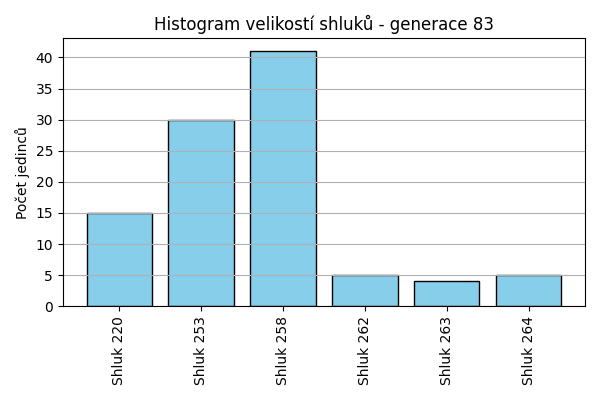 Histogram velikostí shluků - generace 83
Počet jedinců
40
35
30
25
20
15
10
5
0
Shluk 220
Shluk 253
Shluk 258
Shluk 262
Shluk 263
Shluk 264